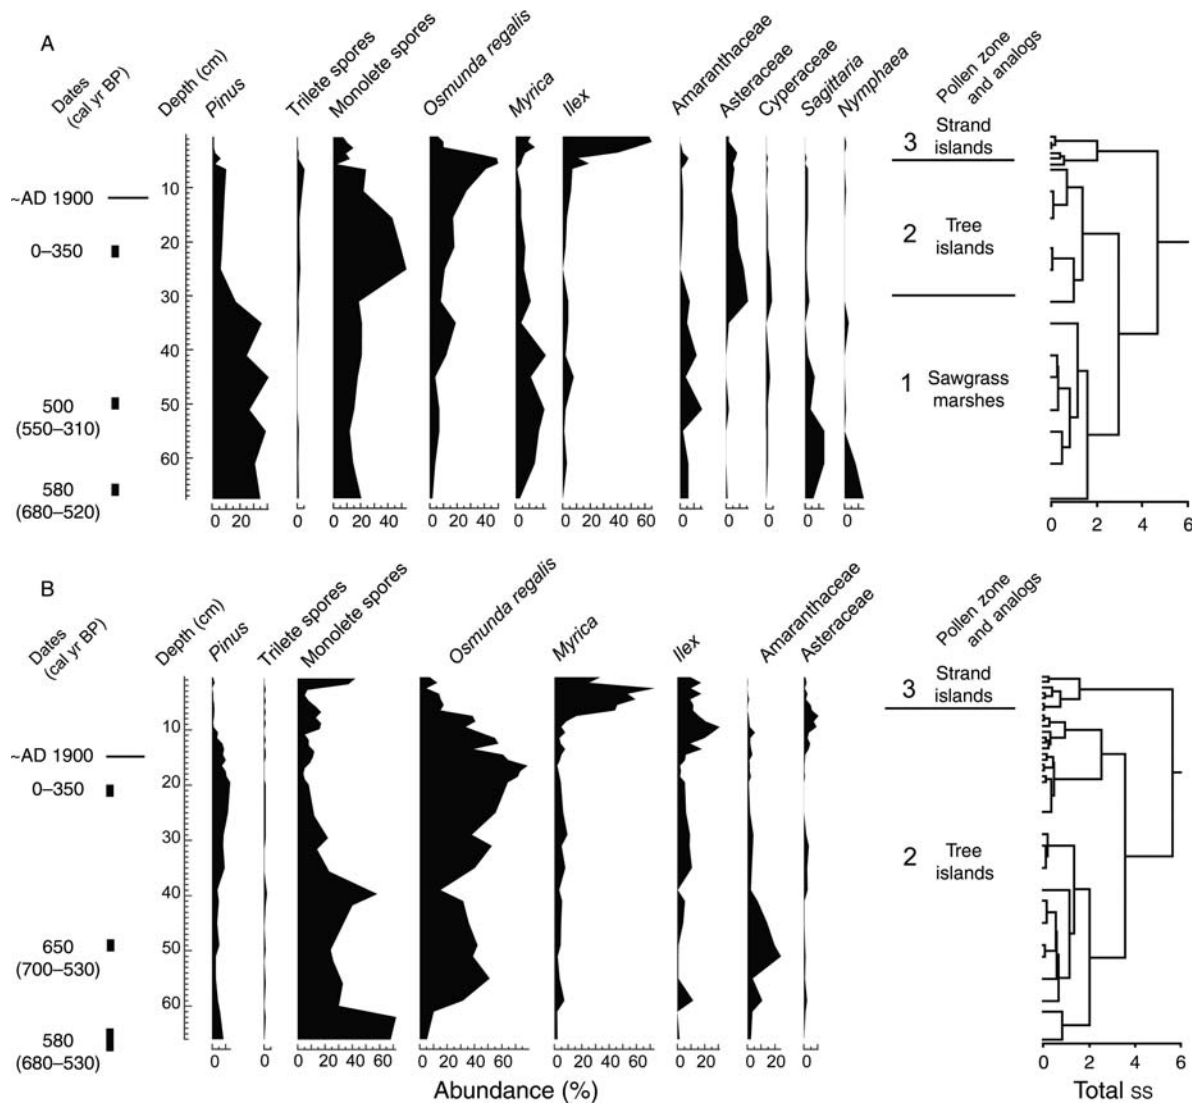 A
Dates
(cal yr BP)
Depth (cm)
Pinus
Trilete spores
Monolete spores
Osmunda regalis
Myrica
Ilex
Amaranthaceae
Asteraceae
Cyperaceae
Sagittaria
Nymphaea
Pollen zone
and analogs
3 Strand
islands
10
~AD 1900
0–350
20
2 Tree
islands
30
40
1 Sawgrass
marshes
500
(550–310)
50
60
580
(680–520)
20
0 20
0 20 40
0 20 40
0
0 20 40 60
0
0
0
0
0
0 2 4 6
B
Dates
(cal yr BP)
Depth (cm)
Pinus
Trilete spores
Monolete spores
Osmunda regalis
Myrica
Ilex
Amaranthaceae
Asteraceae
Pollen zone
and analogs
3 Strand
islands
10
~AD 1900
0–350
20
30
2 Tree
islands
40
650
(700–530)
50
60
580
(680–530)
0
0
0 20 40 60
0 20 40 60
0 20 40 60
0 20
0 20
0
0 2 4 6
Abundance (%)
Total ss